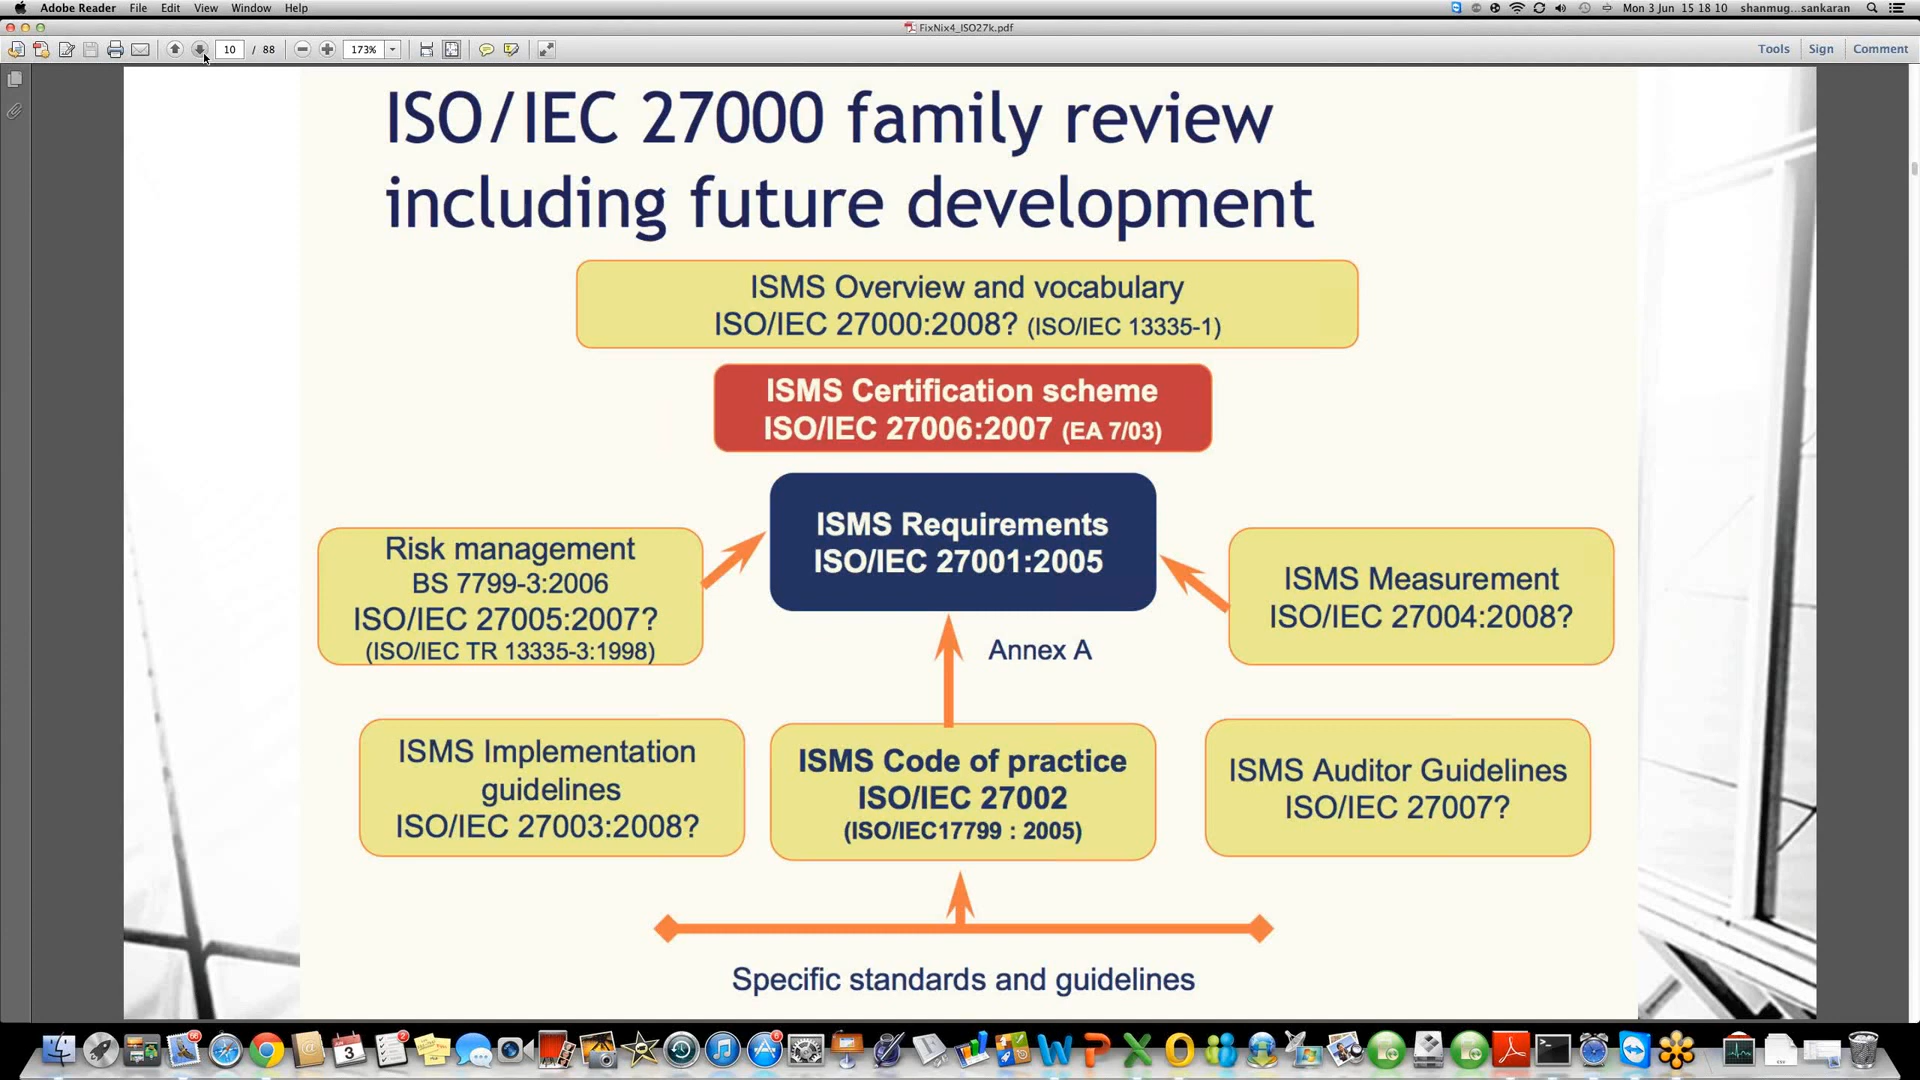 Adobe Reader File Edit View Window Help
Mon 3 Jun 15 18 10 shanmug...sankaran
FixNix4_ISO27k.pdf
10 / 88 173% Tools Sign Comment
ISO/IEC 27000 family review
including future development
ISMS Overview and vocabulary
ISO/IEC 27000:2008? (ISO/IEC 13335-1)
ISMS Certification scheme
ISO/IEC 27006:2007 (EA 7/03)
ISMS Requirements
ISO/IEC 27001:2005
Risk management
BS 7799-3:2006
ISO/IEC 27005:2007?
(ISO/IEC TR 13335-3:1998)
ISMS Measurement
ISO/IEC 27004:2008?
Annex A
ISMS Implementation
guidelines
ISO/IEC 27003:2008?
ISMS Code of practice
ISO/IEC 27002
(ISO/IEC17799 : 2005)
ISMS Auditor Guidelines
ISO/IEC 27007?
Specific standards and guidelines